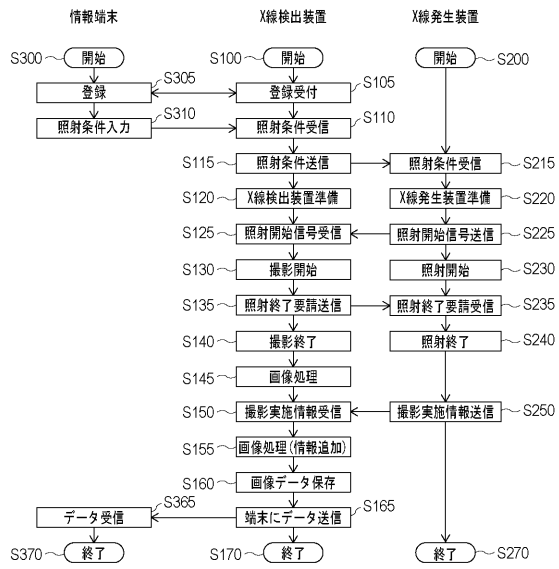 情報端末 X線検出装置 X線発生装置
S300 開始 S100 開始 開始 S200
登録 S305 登録受付 S105
照射条件入力 S310 照射条件受信 S110
S115 照射条件送信 照射条件受信 S215
S120 X線検出装置準備 X線発生装置準備 S220
S125 照射開始信号受信 照射開始信号送信 S225
S130 撮影開始 照射開始 S230
S135 照射終了要請送信 照射終了要請受信 S235
S140 撮影終了 照射終了 S240
S145 画像処理
S150 撮影実施情報受信 撮影実施情報送信 S250
S155 画像処理(情報追加)
S160 画像データ保存
データ受信 S365 端末にデータ送信 S165
S370 終了 S170 終了 終了 S270